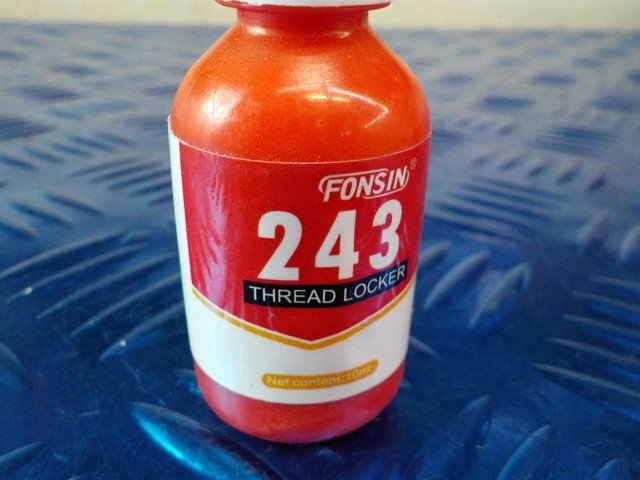 FONSIN®
243
THREAD LOCKER
Net content: 10ml